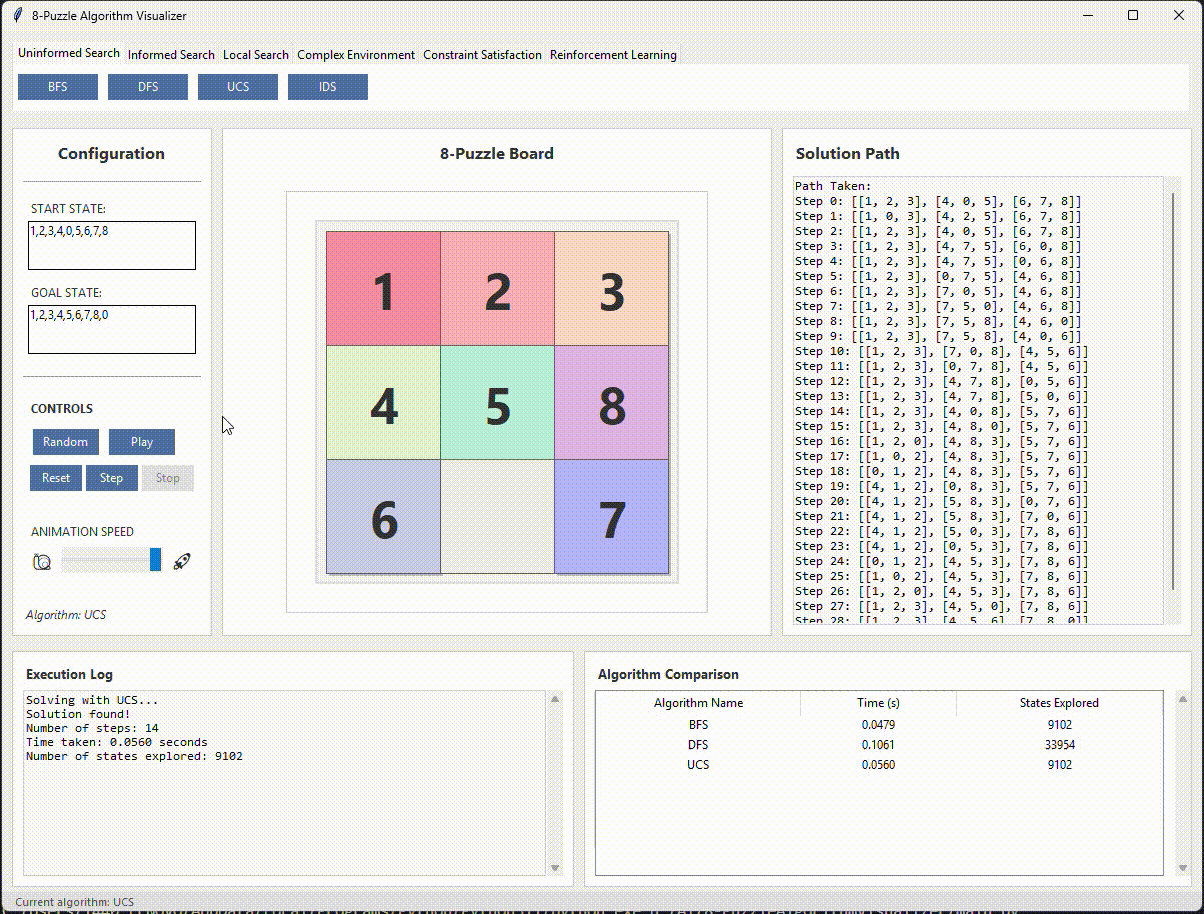 8-Puzzle Algorithm Visualizer
Uninformed Search Informed Search Local Search Complex Environment Constraint Satisfaction Reinforcement Learning
BFS DFS UCS IDS
Configuration
START STATE:
1,2,3,4,0,5,6,7,8
GOAL STATE:
1,2,3,4,5,6,7,8,0
CONTROLS
Random Play
Reset Step Stop
ANIMATION SPEED
Algorithm: UCS
8-Puzzle Board
1 2 3
4 5 8
6 7
Solution Path
Path Taken:
Step 0: [[1, 2, 3], [4, 0, 5], [6, 7, 8]]
Step 1: [[1, 0, 3], [4, 2, 5], [6, 7, 8]]
Step 2: [[1, 2, 3], [4, 0, 5], [6, 7, 8]]
Step 3: [[1, 2, 3], [4, 7, 5], [6, 0, 8]]
Step 4: [[1, 2, 3], [4, 7, 5], [0, 6, 8]]
Step 5: [[1, 2, 3], [0, 7, 5], [4, 6, 8]]
Step 6: [[1, 2, 3], [7, 0, 5], [4, 6, 8]]
Step 7: [[1, 2, 3], [7, 5, 0], [4, 6, 8]]
Step 8: [[1, 2, 3], [7, 5, 8], [4, 6, 0]]
Step 9: [[1, 2, 3], [7, 5, 8], [4, 0, 6]]
Step 10: [[1, 2, 3], [7, 0, 8], [4, 5, 6]]
Step 11: [[1, 2, 3], [0, 7, 8], [4, 5, 6]]
Step 12: [[1, 2, 3], [4, 7, 8], [0, 5, 6]]
Step 13: [[1, 2, 3], [4, 7, 8], [5, 0, 6]]
Step 14: [[1, 2, 3], [4, 0, 8], [5, 7, 6]]
Step 15: [[1, 2, 3], [4, 8, 0], [5, 7, 6]]
Step 16: [[1, 2, 0], [4, 8, 3], [5, 7, 6]]
Step 17: [[1, 0, 2], [4, 8, 3], [5, 7, 6]]
Step 18: [[0, 1, 2], [4, 8, 3], [5, 7, 6]]
Step 19: [[4, 1, 2], [0, 8, 3], [5, 7, 6]]
Step 20: [[4, 1, 2], [5, 8, 3], [0, 7, 6]]
Step 21: [[4, 1, 2], [5, 8, 3], [7, 0, 6]]
Step 22: [[4, 1, 2], [5, 0, 3], [7, 8, 6]]
Step 23: [[4, 1, 2], [0, 5, 3], [7, 8, 6]]
Step 24: [[0, 1, 2], [4, 5, 3], [7, 8, 6]]
Step 25: [[1, 0, 2], [4, 5, 3], [7, 8, 6]]
Step 26: [[1, 2, 0], [4, 5, 3], [7, 8, 6]]
Step 27: [[1, 2, 3], [4, 5, 0], [7, 8, 6]]
Step 28: [[1, 2, 3], [4, 5, 6], [7, 8, 0]]
Execution Log
Solving with UCS...
Solution found!
Number of steps: 14
Time taken: 0.0560 seconds
Number of states explored: 9102
Algorithm Comparison
Algorithm Name Time (s) States Explored
BFS 0.0479 9102
DFS 0.1061 33954
UCS 0.0560 9102
Current algorithm: UCS